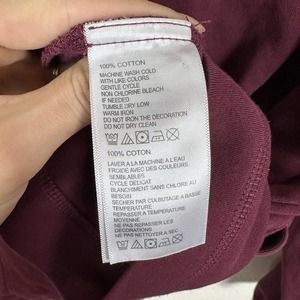 100% COTTON
MACHINE WASH COLD
WITH LIKE COLORS
GENTLE CYCLE
NON CHLORINE BLEACH
IF NEEDED
TUMBLE DRY LOW
WARM IRON
DO NOT IRON THE DECORATION
DO NOT DRY CLEAN
100% COTON
LAVER A LA MACHINE A L'EAU
FROIDE AVEC DES COULEURS
SEMBLABLES
CYCLE DELICAT
BLANCHIMENT SANS CHLORE AU
BESOIN
SECHER PAR CULBUTAGE A BASSE
TEMPERATURE
REPASSER A TEMPERATURE
MOYENNE
NE PAS REPASSER LA DECORATION
NE PAS NETTOYER A SEC